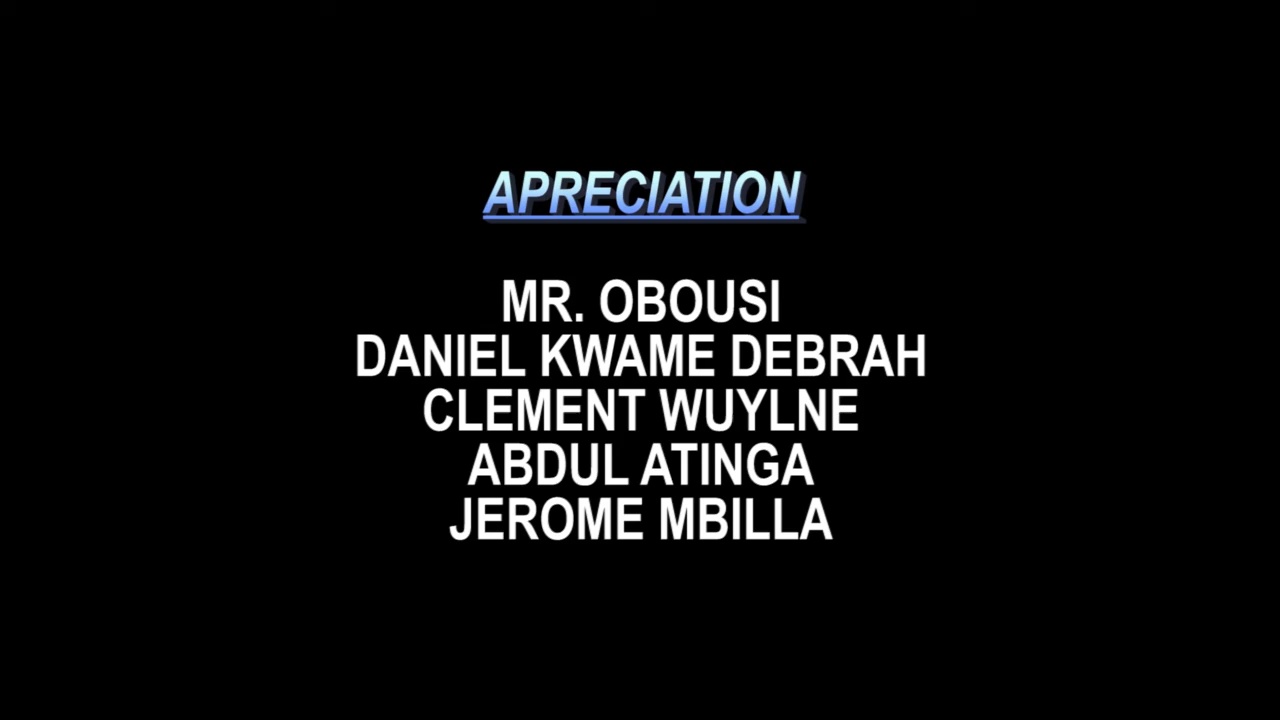 APRECIATION
MR. OBOUSI
DANIEL KWAME DEBRAH
CLEMENT WUYLNE
ABDUL ATINGA
JEROME MBILLA